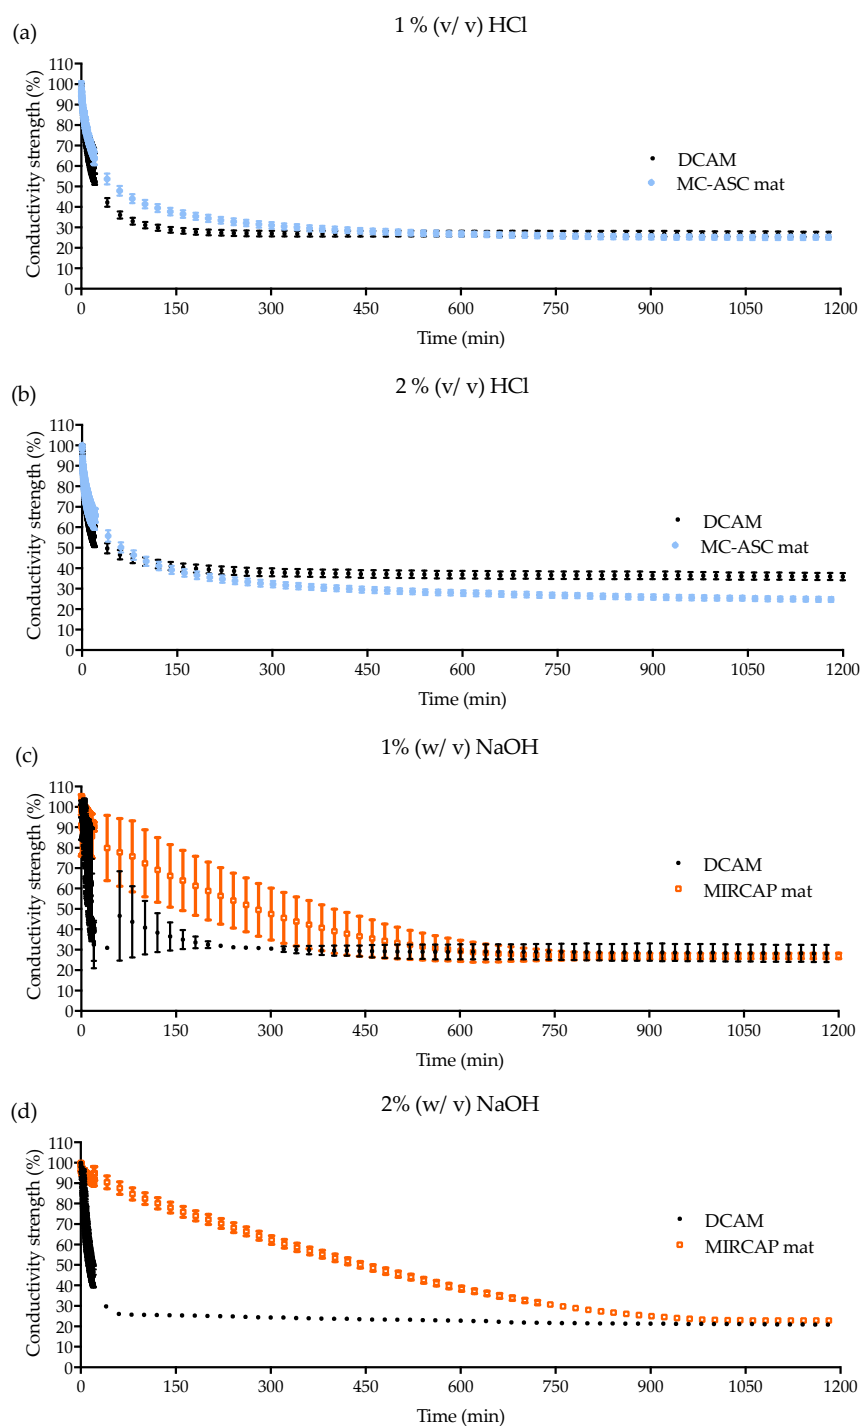 (a)
1 % (v/ v) HCl
Conductivity strength (%)
110
100
90
80
70
60
50
40
30
20
10
0
DCAM
MC-ASC mat
0 150 300 450 600 750 900 1050 1200
Time (min)
(b)
2 % (v/ v) HCl
Conductivity strength (%)
110
100
90
80
70
60
50
40
30
20
10
0
DCAM
MC-ASC mat
0 150 300 450 600 750 900 1050 1200
Time (min)
(c)
1% (w/ v) NaOH
Conductivity strength (%)
110
100
90
80
70
60
50
40
30
20
10
0
DCAM
MIRCAP mat
0 150 300 450 600 750 900 1050 1200
Time (min)
(d)
2% (w/ v) NaOH
Conductivity strength (%)
110
100
90
80
70
60
50
40
30
20
10
0
DCAM
MIRCAP mat
0 150 300 450 600 750 900 1050 1200
Time (min)